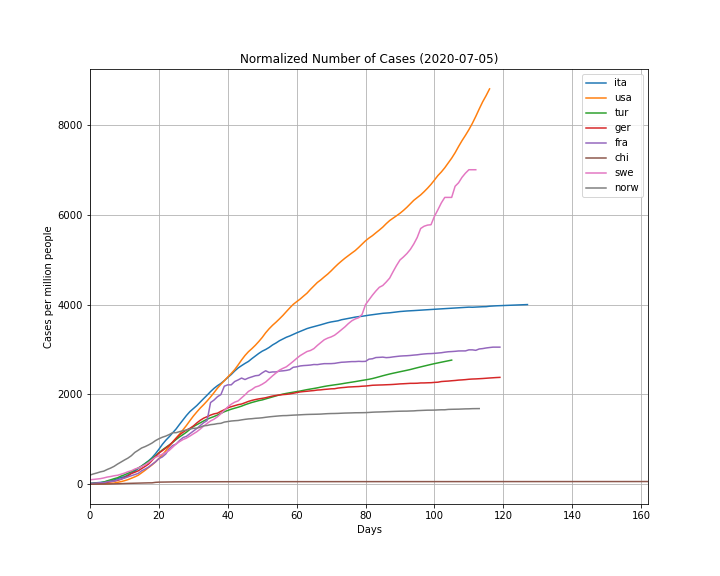 Normalized Number of Cases (2020-07-05)
ita
usa
tur
ger
fra
chi
swe
norw
Cases per million people
8000
6000
4000
2000
0
0 20 40 60 80 100 120 140 160
Days